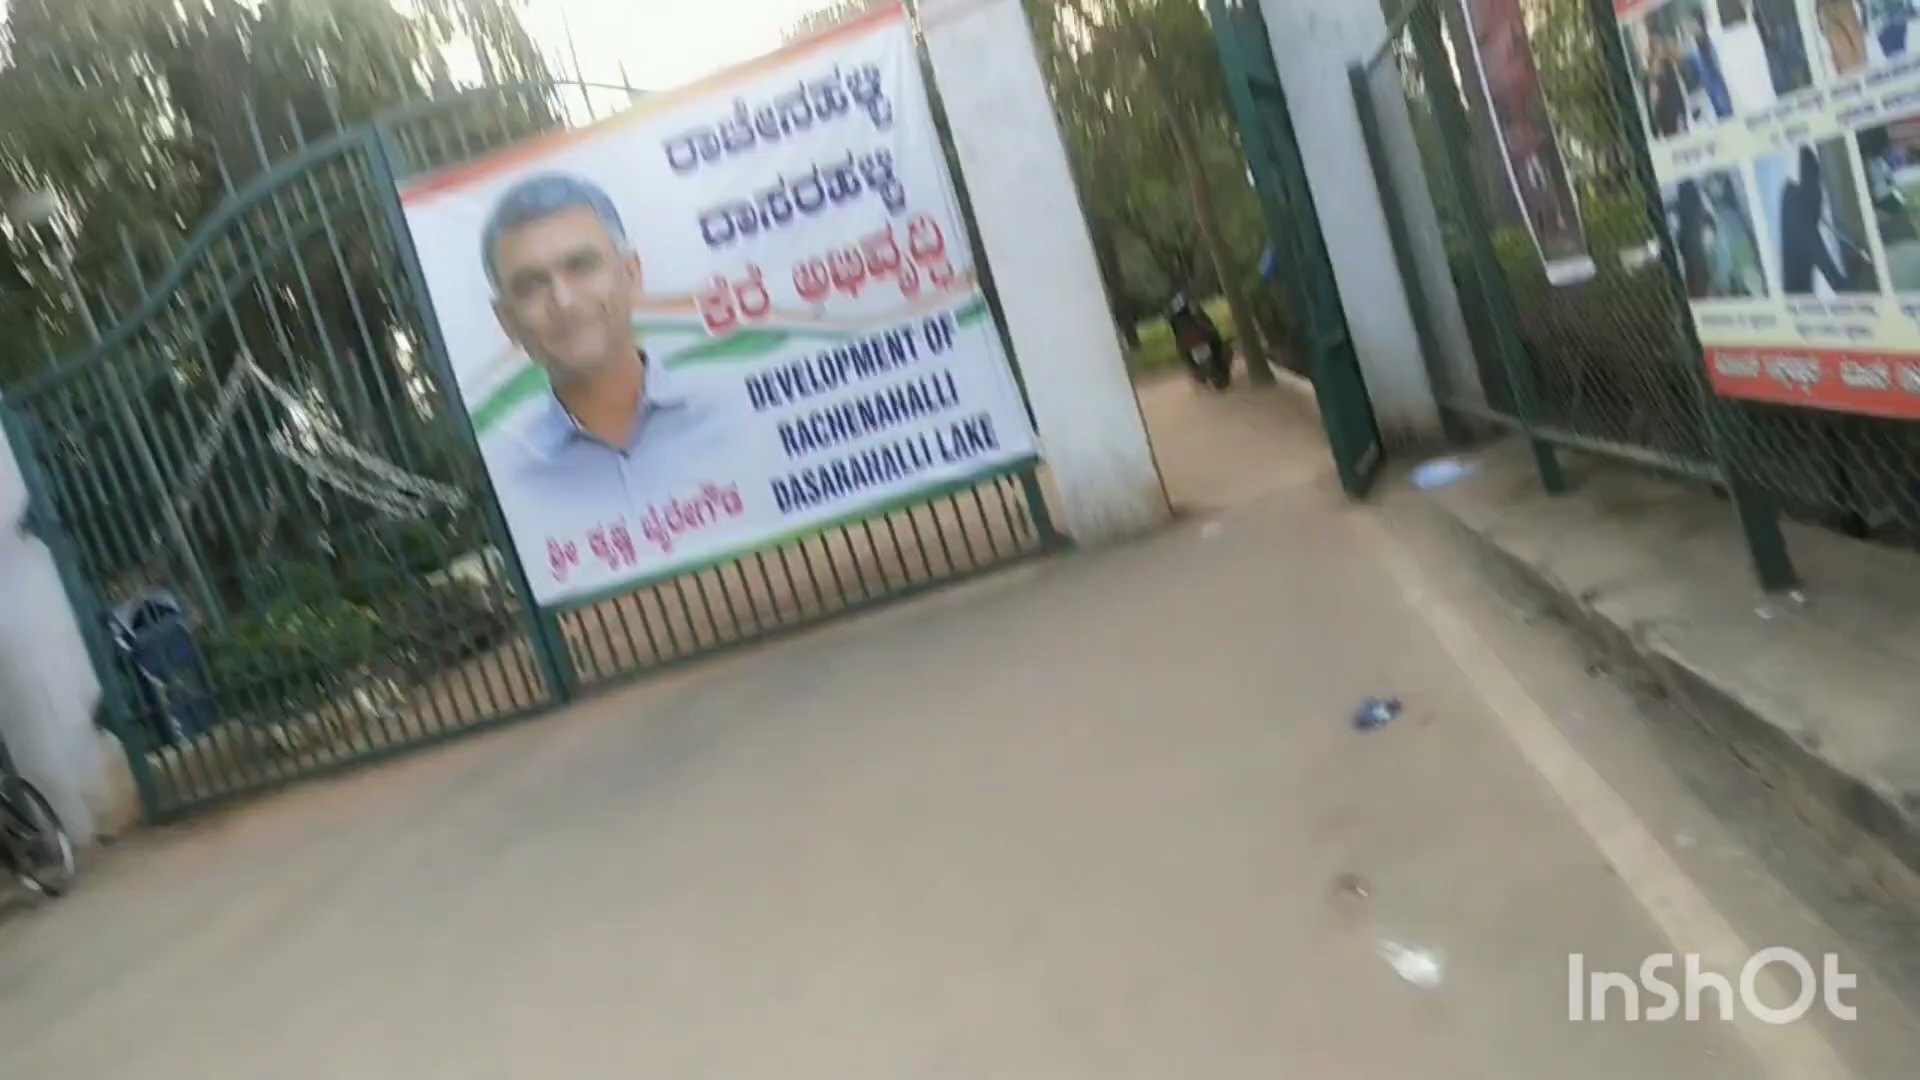 ರಾಚೇನಹಳ್ಳಿ
ದಾಸರಹಳ್ಳಿ
ಕೆರೆ ಅಭಿವೃದ್ಧಿ
DEVELOPMENT OF
RACHENAHALLI
DASARAHALLI LAKE
ಶ್ರೀ ಕೃಷ್ಣ ಬೈರೇಗೌಡ
InShOt